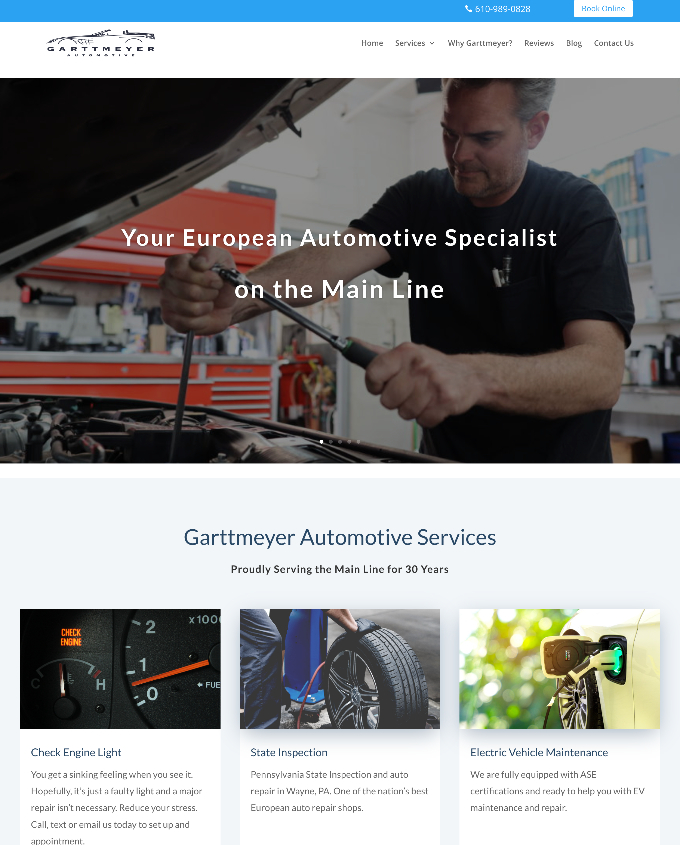 610-989-0828
Book Online
GARTTMEYER
AUTOMOTIVE
Home Services Why Garttmeyer? Reviews Blog Contact Us
Your European Automotive Specialist
on the Main Line
Garttmeyer Automotive Services
Proudly Serving the Main Line for 30 Years
CHECK
ENGINE
x1000
2
1
0
C
E
H
FUE
Check Engine Light
You get a sinking feeling when you see it.
Hopefully, it's just a faulty light and a major
repair isn't necessary. Reduce your stress.
Call, text or email us today to set up and
appointment.
State Inspection
Pennsylvania State Inspection and auto
repair in Wayne, PA. One of the nation's best
European auto repair shops.
Electric Vehicle Maintenance
We are fully equipped with ASE
certifications and ready to help you with EV
maintenance and repair.